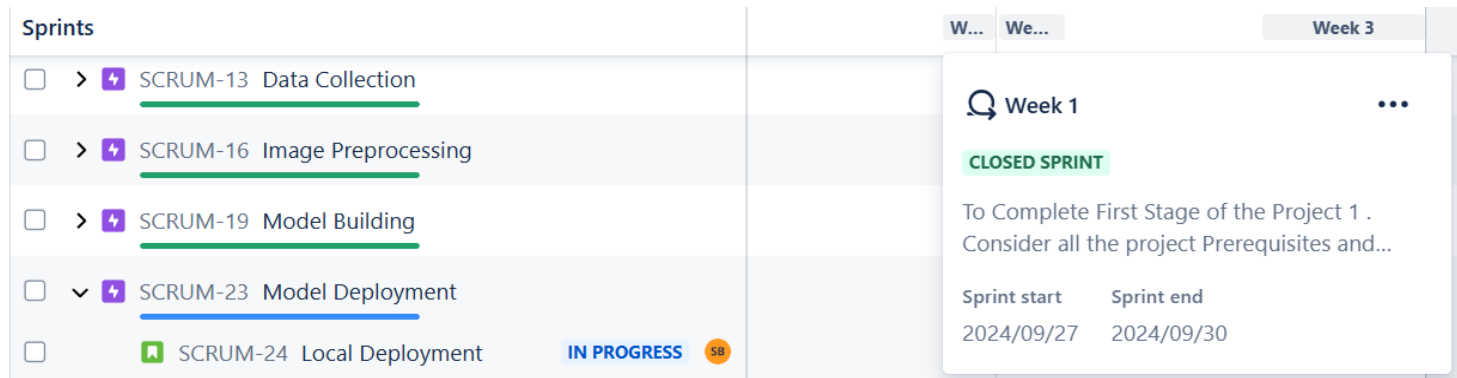 Sprints
W... We... Week 3
SCRUM-13 Data Collection
SCRUM-16 Image Preprocessing
SCRUM-19 Model Building
SCRUM-23 Model Deployment
SCRUM-24 Local Deployment IN PROGRESS SB
Week 1
CLOSED SPRINT
To Complete First Stage of the Project 1 .
Consider all the project Prerequisites and...
Sprint start Sprint end
2024/09/27 2024/09/30